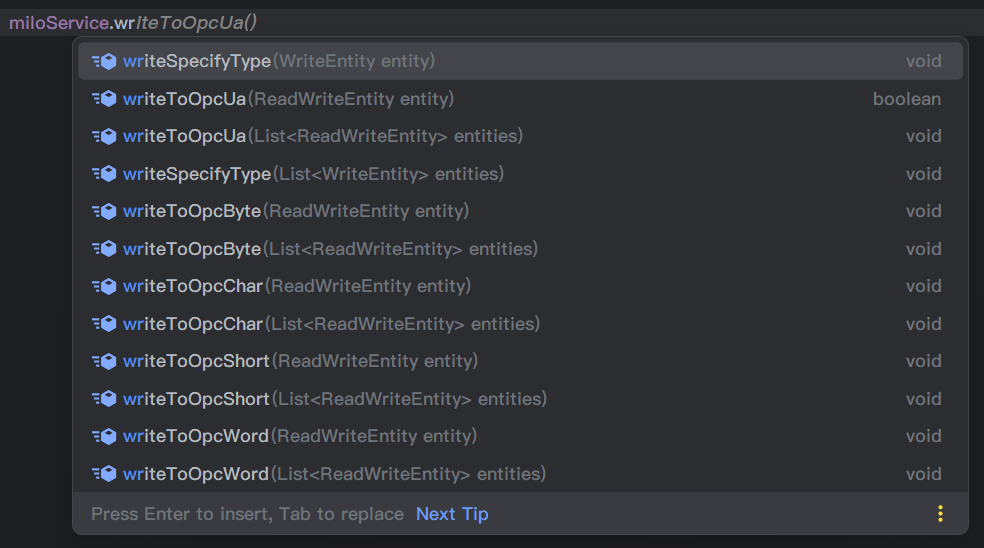 miloService.writeToOpcUa()
writeSpecifyType(WriteEntity entity) void
writeToOpcUa(ReadWriteEntity entity) boolean
writeToOpcUa(List<ReadWriteEntity> entities) void
writeSpecifyType(List<WriteEntity> entities) void
writeToOpcByte(ReadWriteEntity entity) void
writeToOpcByte(List<ReadWriteEntity> entities) void
writeToOpcChar(ReadWriteEntity entity) void
writeToOpcChar(List<ReadWriteEntity> entities) void
writeToOpcShort(ReadWriteEntity entity) void
writeToOpcShort(List<ReadWriteEntity> entities) void
writeToOpcWord(ReadWriteEntity entity) void
writeToOpcWord(List<ReadWriteEntity> entities) void
Press Enter to insert, Tab to replace Next Tip